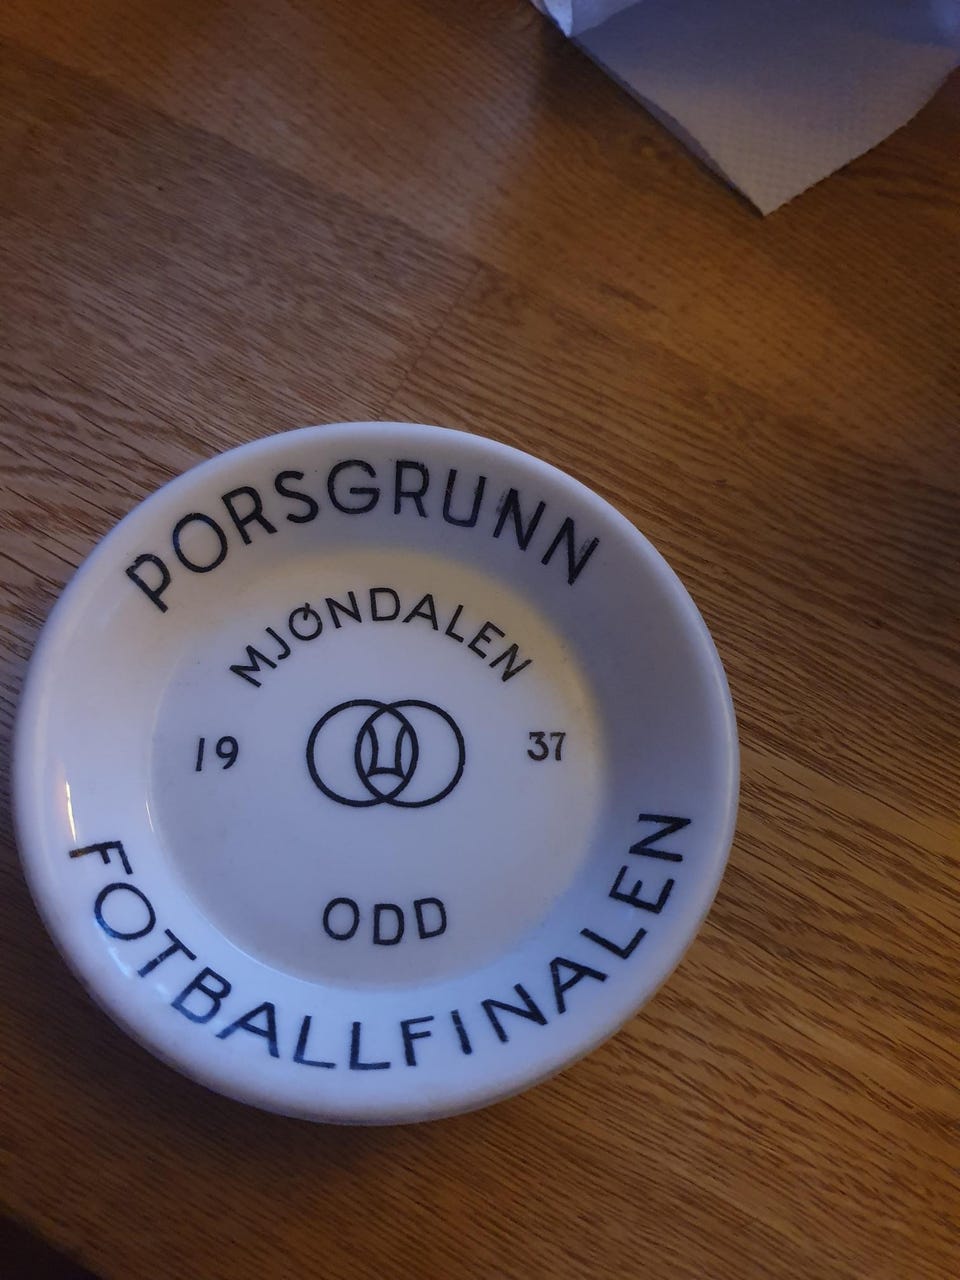 PORSGRUNN
MJØNDALEN
19 37
ODD
FOTBALLFINALEN